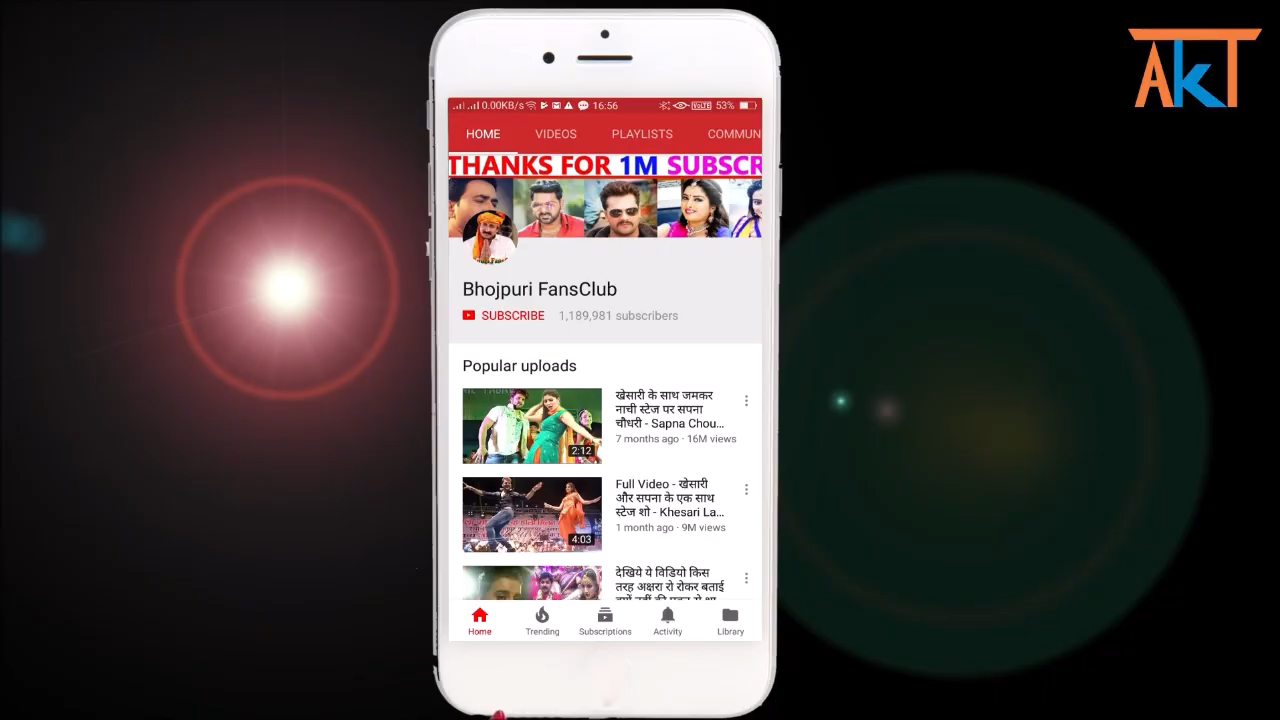 AKT
0.00KB/s 16:56 VoLTE 53%
HOME VIDEOS PLAYLISTS COMMUN
THANKS FOR 1M SUBSCR
Bhojpuri FansClub
SUBSCRIBE 1,189,981 subscribers
Popular uploads
2:12
खेसारी के साथ जमकर
नाची स्टेज पर सपना
चौधरी - Sapna Chou...
7 months ago · 16M views
4:03
Full Video - खेसारी
और सपना के एक साथ
स्टेज शो - Khesari La...
1 month ago · 9M views
देखिये ये विडियो किस
तरह अक्षरा रो रोकर बताई
Home Trending Subscriptions Activity Library